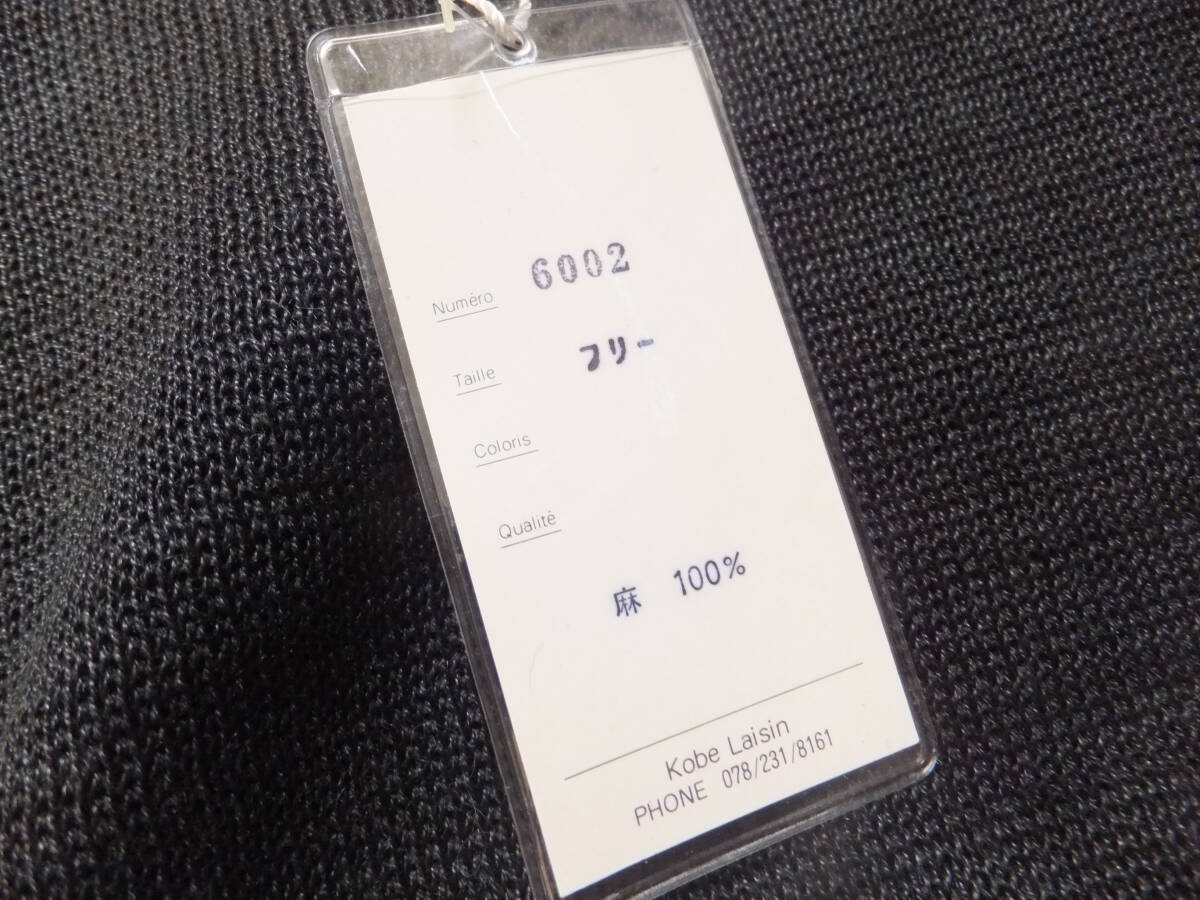 Numéro 6002
Taille フリー
Coloris
Qualité
麻 100%
Kobe Laisin
PHONE 078/231/8161